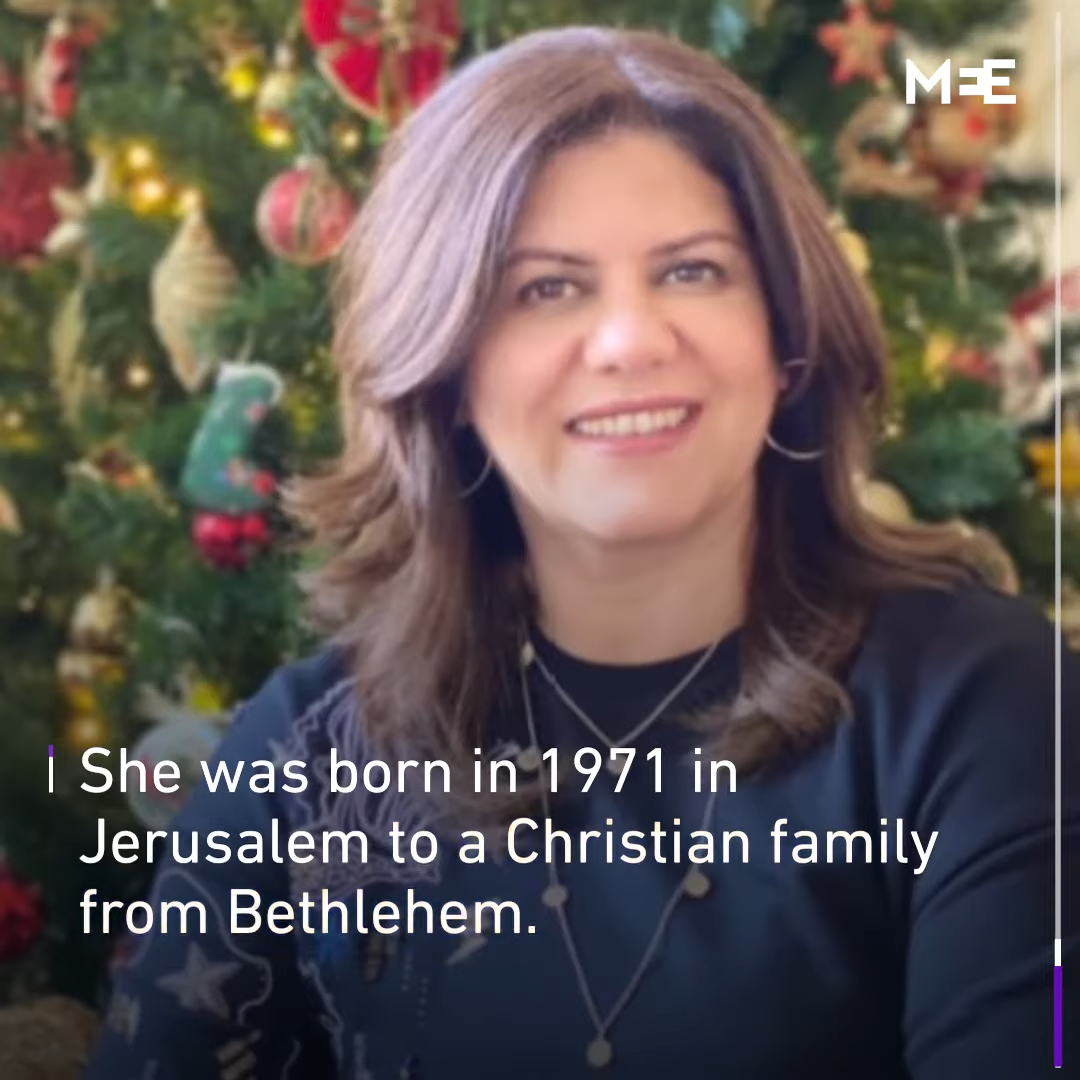 MEE
She was born in 1971 in
Jerusalem to a Christian family
from Bethlehem.